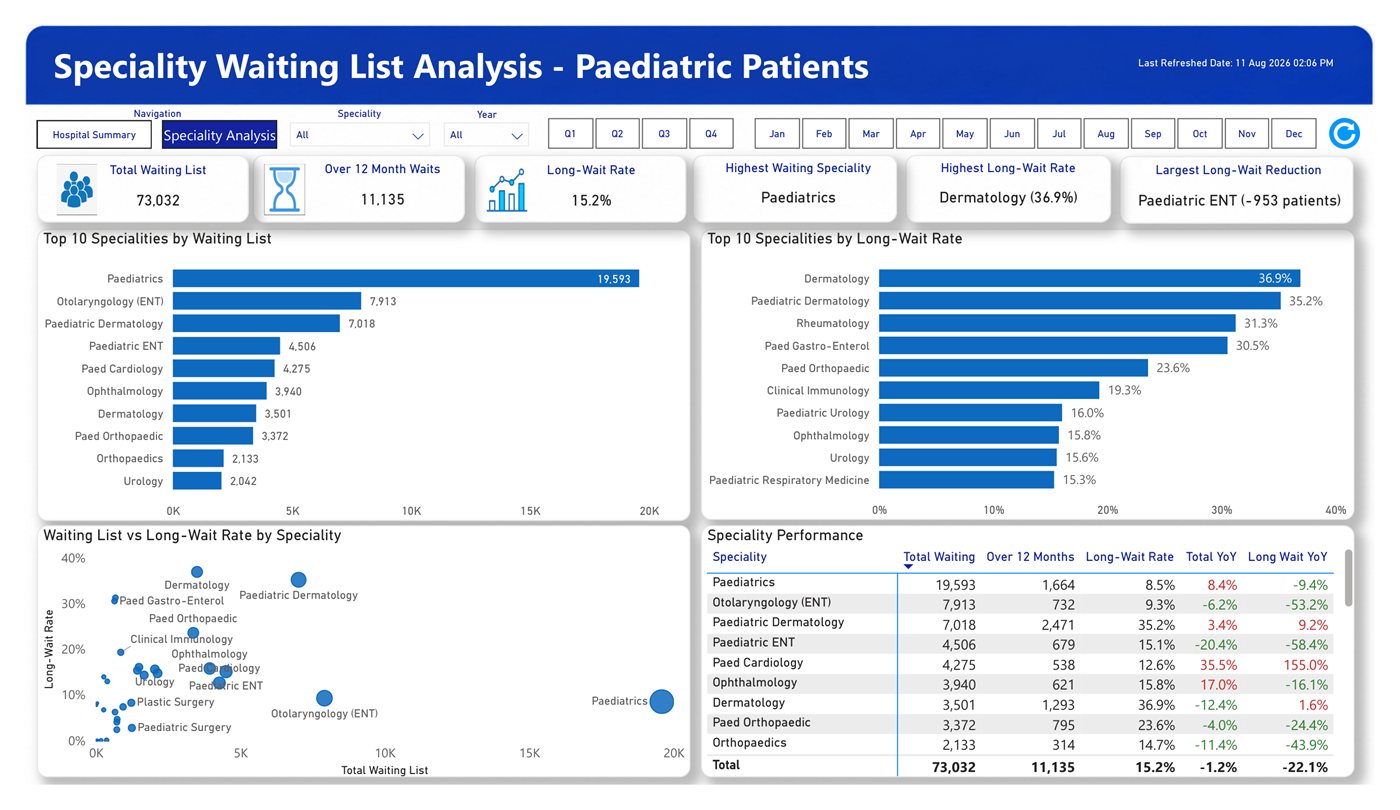 Speciality Waiting List Analysis - Paediatric Patients
Last Refreshed Date: 11 Aug 2026 02:06 PM
Navigation
Speciality
Year
Hospital Summary
Speciality Analysis
All
All
Q1
Q2
Q3
Q4
Jan
Feb
Mar
Apr
May
Jun
Jul
Aug
Sep
Oct
Nov
Dec
Total Waiting List
73,032
Over 12 Month Waits
11,135
Long-Wait Rate
15.2%
Highest Waiting Speciality
Paediatrics
Highest Long-Wait Rate
Dermatology (36.9%)
Largest Long-Wait Reduction
Paediatric ENT (-953 patients)
Top 10 Specialities by Waiting List
Paediatrics 19,593
Otolaryngology (ENT) 7,913
Paediatric Dermatology 7,018
Paediatric ENT 4,506
Paed Cardiology 4,275
Ophthalmology 3,940
Dermatology 3,501
Paed Orthopaedic 3,372
Orthopaedics 2,133
Urology 2,042
0K 5K 10K 15K 20K
Top 10 Specialities by Long-Wait Rate
Dermatology 36.9%
Paediatric Dermatology 35.2%
Rheumatology 31.3%
Paed Gastro-Enterol 30.5%
Paed Orthopaedic 23.6%
Clinical Immunology 19.3%
Paediatric Urology 16.0%
Ophthalmology 15.8%
Urology 15.6%
Paediatric Respiratory Medicine 15.3%
0% 10% 20% 30% 40%
Waiting List vs Long-Wait Rate by Speciality
Long-Wait Rate
40%
30%
20%
10%
0%
Dermatology
Paediatric Dermatology
Paed Gastro-Enterol
Paed Orthopaedic
Clinical Immunology
Ophthalmology
Paed Cardiology
Urology
Paediatric ENT
Plastic Surgery
Paediatrics
Otolaryngology (ENT)
Paediatric Surgery
0K 5K 10K 15K 20K
Total Waiting List
Speciality Performance
Speciality Total Waiting Over 12 Months Long-Wait Rate Total YoY Long Wait YoY
Paediatrics 19,593 1,664 8.5% 8.4% -9.4%
Otolaryngology (ENT) 7,913 732 9.3% -6.2% -53.2%
Paediatric Dermatology 7,018 2,471 35.2% 3.4% 9.2%
Paediatric ENT 4,506 679 15.1% -20.4% -58.4%
Paed Cardiology 4,275 538 12.6% 35.5% 155.0%
Ophthalmology 3,940 621 15.8% 17.0% -16.1%
Dermatology 3,501 1,293 36.9% -12.4% 1.6%
Paed Orthopaedic 3,372 795 23.6% -4.0% -24.4%
Orthopaedics 2,133 314 14.7% -11.4% -43.9%
Total 73,032 11,135 15.2% -1.2% -22.1%